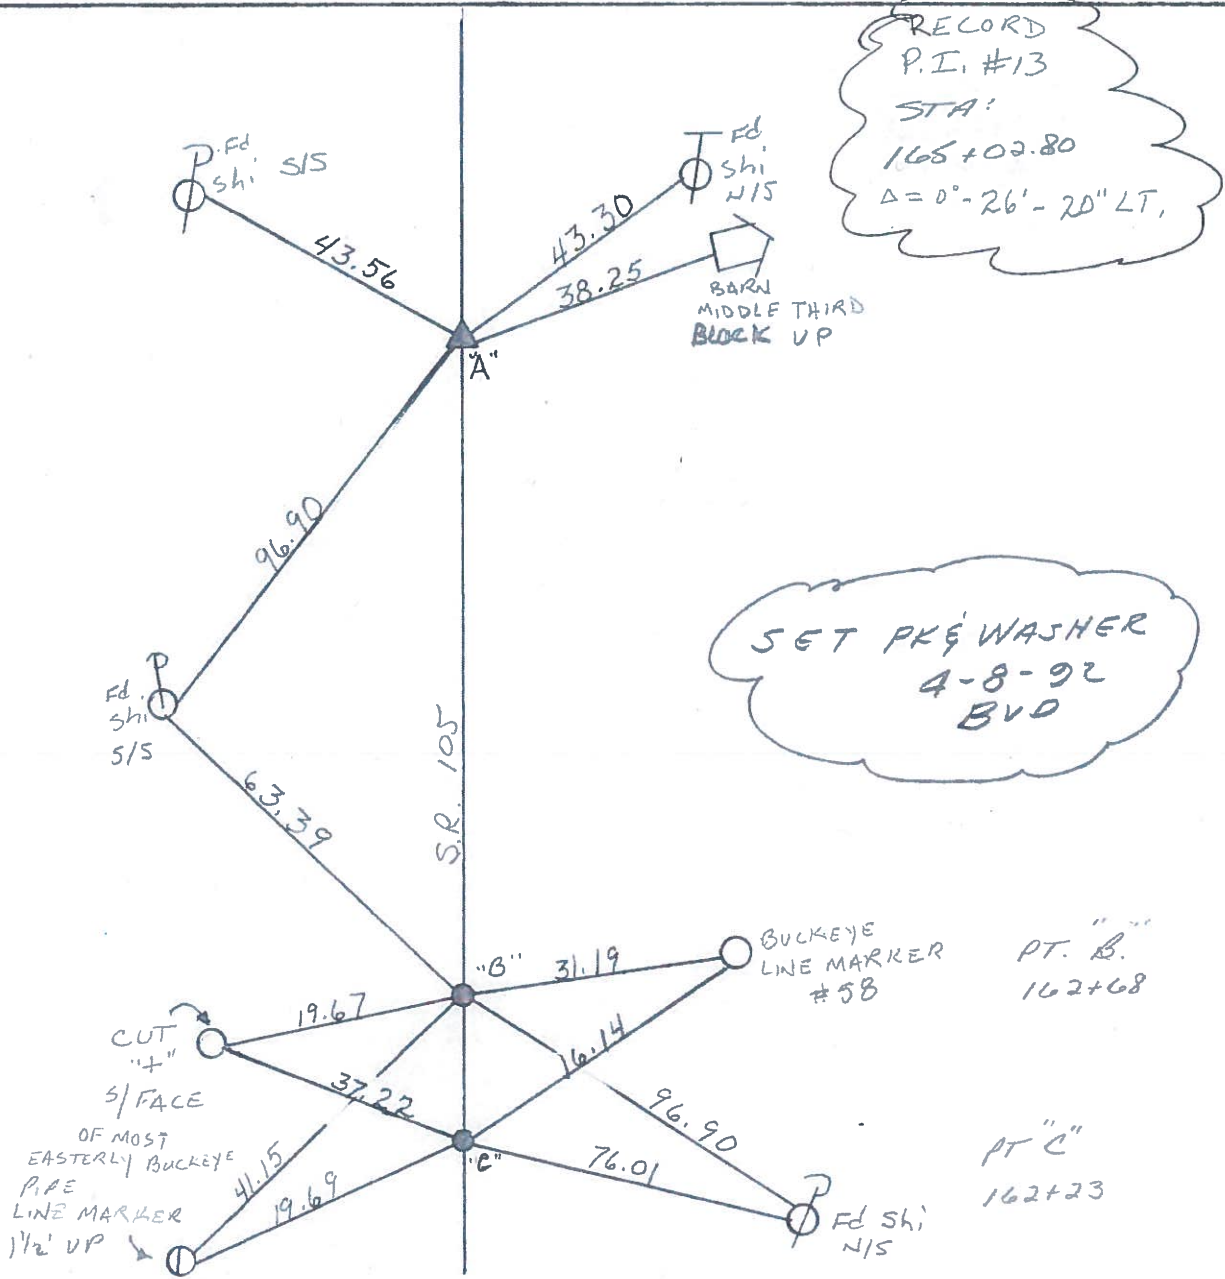 RECORD
P.I. #13
STA:
165+02.80
Δ = 0°-26'-20" LT.
P. Fd
Shi S/S
T Fd
Shi
N/S
43.56
43.30
38.25
BARN
MIDDLE THIRD
BLOCK UP
"A"
96.90
P
Fd.
Shi
S/S
SET PK & WASHER
4-8-92
BVD
63.39
S.R. 105
"B"
31.19
BUCKEYE
LINE MARKER
#58
PT. "B."
162+68
19.67
CUT
"+"
S/FACE
OF MOST
EASTERLY BUCKEYE
PIPE
LINE MARKER
1 1/2' UP
37.22
16.14
96.90
"C"
76.01
41.15
19.69
P
Fd Shi
N/S
PT "C"
162+23